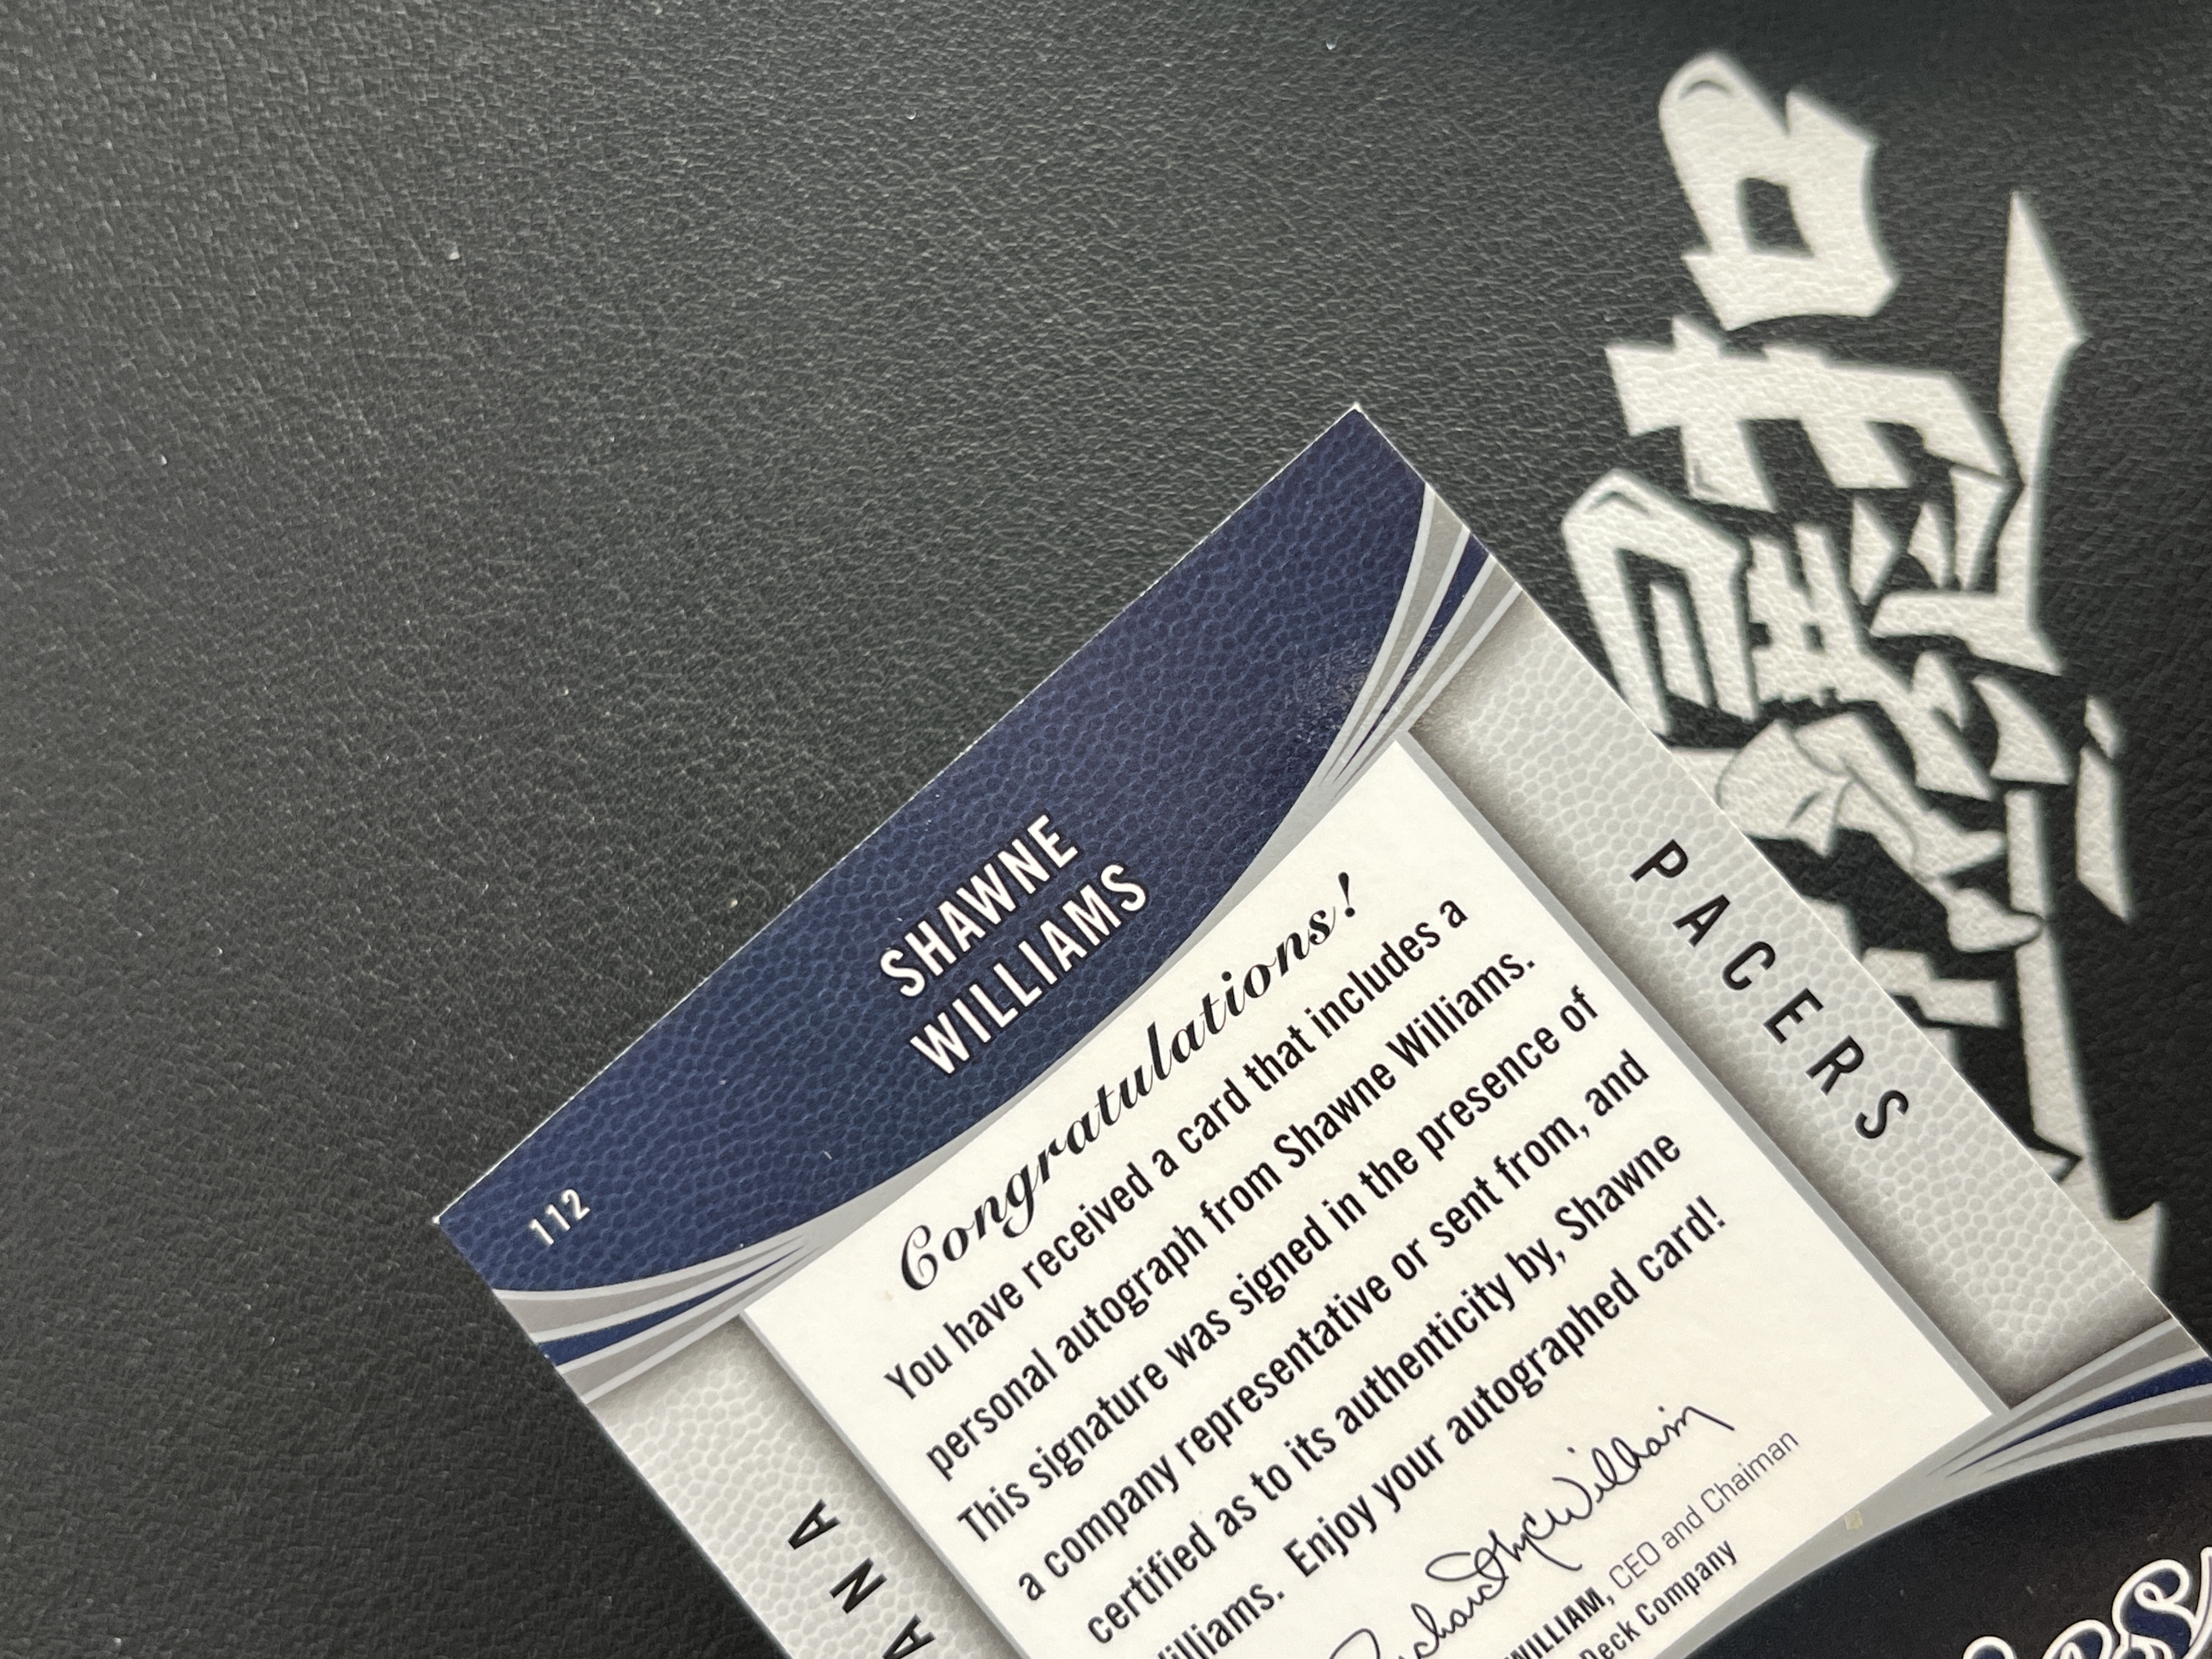 112
SHAWNE
WILLIAMS
Congratulations!
You have received a card that includes a
personal autograph from Shawne Williams.
This signature was signed in the presence of
a company representative or sent from, and
certified as to its authenticity by, Shawne
Williams. Enjoy your autographed card!
WILLIAM, CEO and Chaiman
Deck Company
PACERS